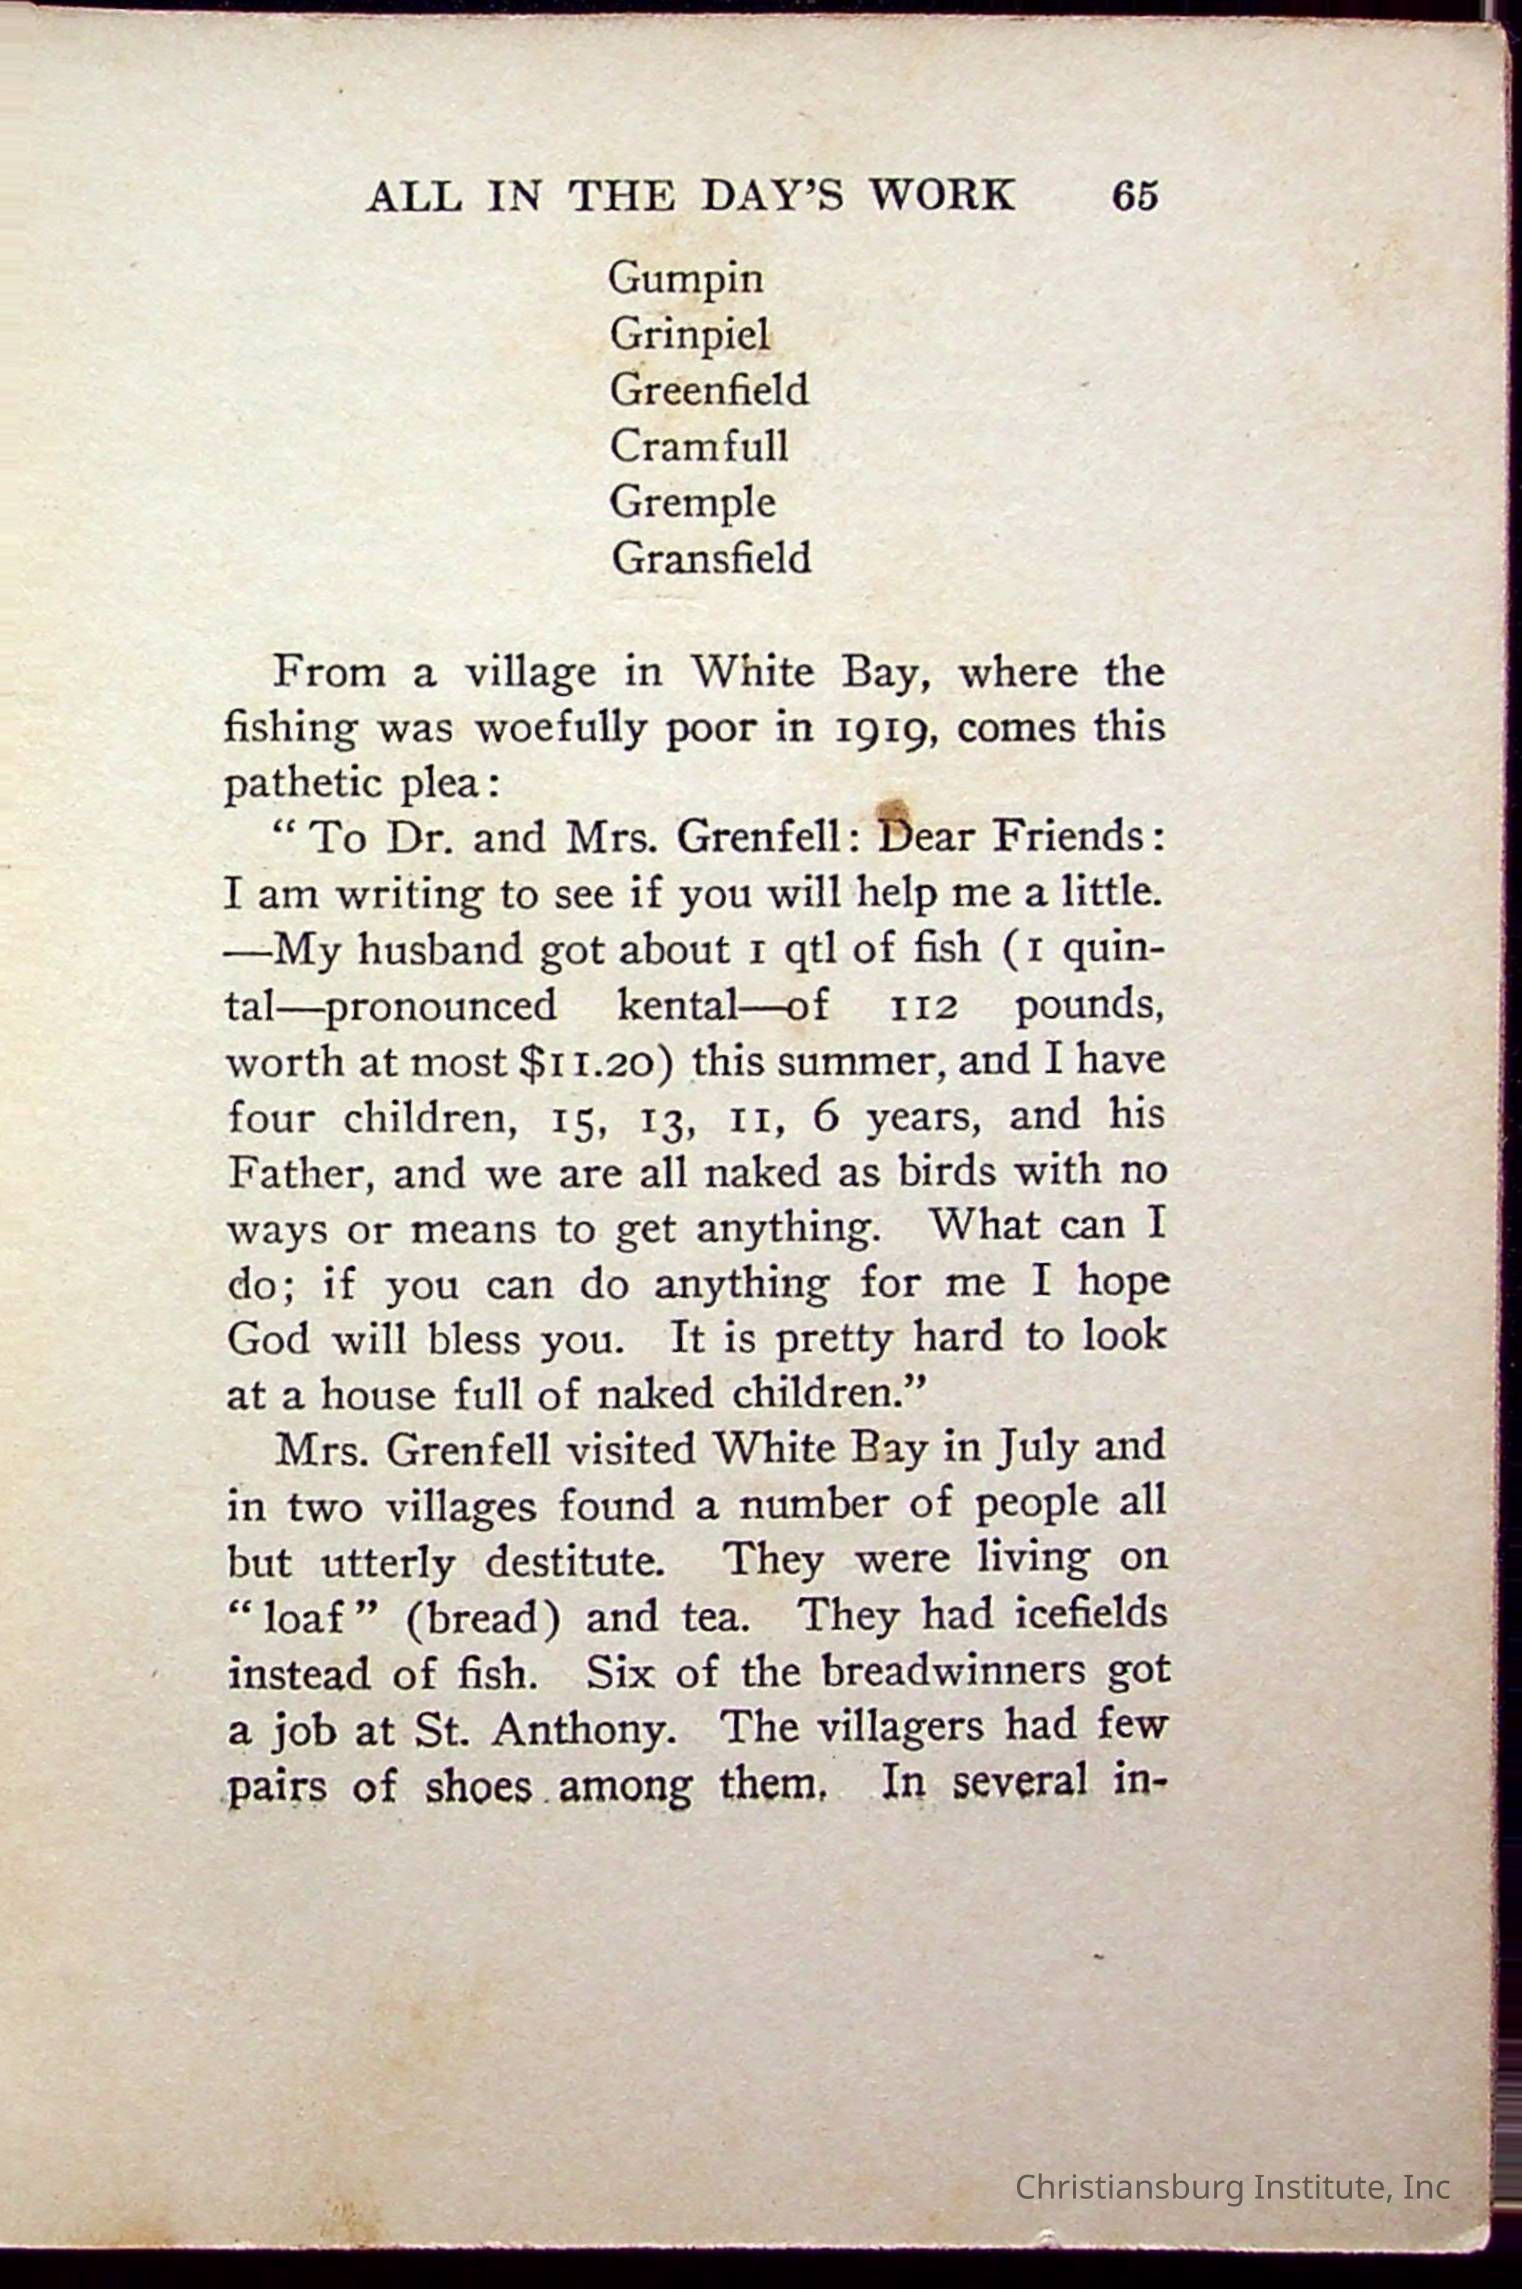 ALL IN THE DAY'S WORK 65
Gumpin
Grinpiel
Greenfield
Cramfull
Gremple
Gransfield
From a village in White Bay, where the
fishing was woefully poor in 1919, comes this
pathetic plea:
“To Dr. and Mrs. Grenfell: Dear Friends:
I am writing to see if you will help me a little.
—My husband got about 1 qtl of fish (1 quin-
tal—pronounced kental—of 112 pounds,
worth at most $11.20) this summer, and I have
four children, 15, 13, 11, 6 years, and his
Father, and we are all naked as birds with no
ways or means to get anything. What can I
do; if you can do anything for me I hope
God will bless you. It is pretty hard to look
at a house full of naked children.”
Mrs. Grenfell visited White Bay in July and
in two villages found a number of people all
but utterly destitute. They were living on
“loaf” (bread) and tea. They had icefields
instead of fish. Six of the breadwinners got
a job at St. Anthony. The villagers had few
pairs of shoes among them. In several in-
Christiansburg Institute, Inc